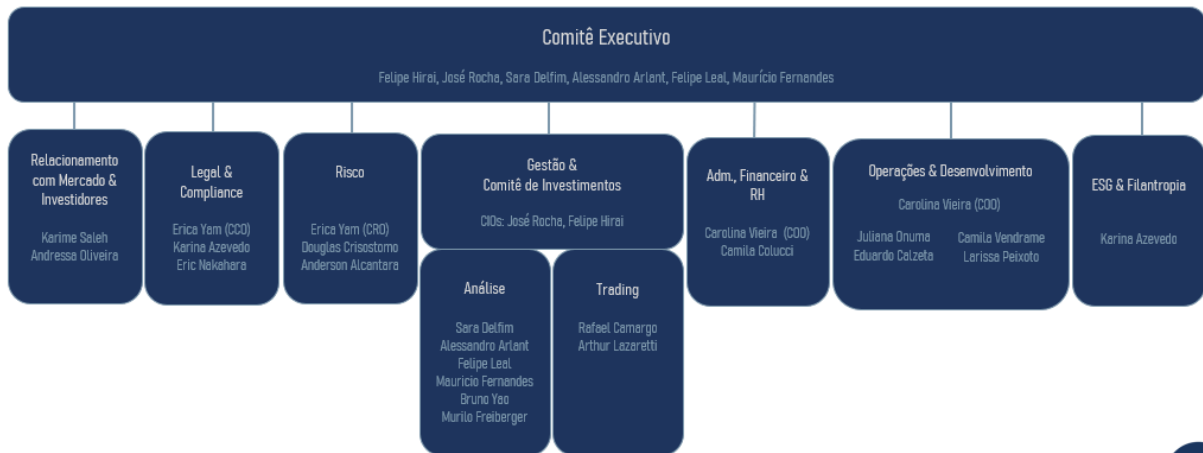 Comitê Executivo
Felipe Hirai, José Rocha, Sara Delfim, Alessandro Arlant, Felipe Leal, Maurício Fernandes
Relacionamento
com Mercado &
Investidores
Karime Saleh
Andressa Oliveira
Legal &
Compliance
Erica Yam (CCO)
Karina Azevedo
Eric Nakahara
Risco
Erica Yam (CRO)
Douglas Crisostomo
Anderson Alcantara
Gestão &
Comitê de Investimentos
CIOs: José Rocha, Felipe Hirai
Análise
Sara Delfim
Alessandro Arlant
Felipe Leal
Mauricio Fernandes
Bruno Yao
Murilo Freiberger
Trading
Rafael Camargo
Arthur Lazaretti
Adm., Financeiro &
RH
Carolina Vieira (COO)
Camila Colucci
Operações & Desenvolvimento
Carolina Vieira (COO)
Juliana Onuma
Eduardo Calzeta
Camila Vendrame
Larissa Peixoto
ESG & Filantropia
Karina Azevedo